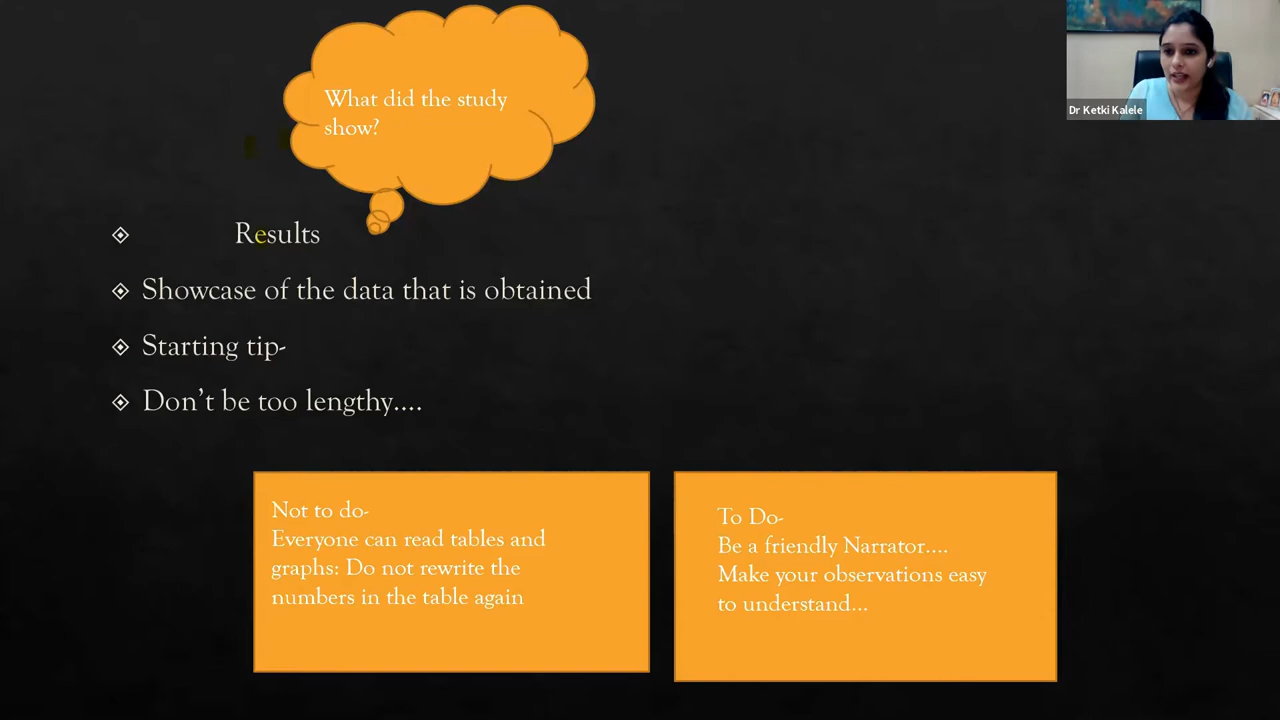 What did the study
show?
Dr Ketki Kalele
Results
Showcase of the data that is obtained
Starting tip-
Don’t be too lengthy....
Not to do-
Everyone can read tables and
graphs: Do not rewrite the
numbers in the table again
To Do-
Be a friendly Narrator....
Make your observations easy
to understand...